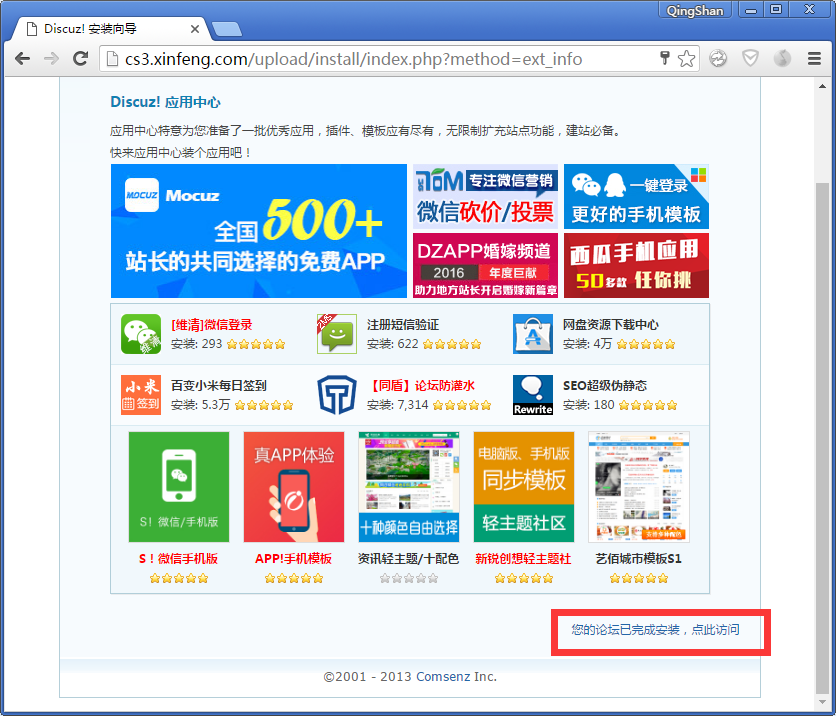 QingShan
Discuz! 安装向导
cs3.xinfeng.com/upload/install/index.php?method=ext_info
Discuz! 应用中心
应用中心特意为您准备了一批优秀应用，插件、模板应有尽有，无限制扩充站点功能，建站必备。
快来应用中心装个应用吧！
MOCUZ Mocuz
全国500+
站长的共同选择的免费APP
TOM 专注微信营销
微信砍价/投票
一键登录
更好的手机模板
DZAPP婚嫁频道
2016 年度巨献
助力地方站长开启婚嫁新篇章
西瓜手机应用
50多款 任你挑
维清
[维清]微信登录
安装: 293
注册短信验证
安装: 622
网盘资源下载中心
安装: 4万
小米
签到
百变小米每日签到
安装: 5.3万
【同盾】论坛防灌水
安装: 7,314
Rewrite
SEO超级伪静态
安装: 180
S！微信/手机版
真APP体验
十种颜色自由选择
电脑版、手机版
同步模板
轻主题社区
S！微信手机版
APP!手机模板
资讯轻主题/十配色
新锐创想轻主题社
艺佰城市模板S1
您的论坛已完成安装，点此访问
©2001 - 2013 Comsenz Inc.